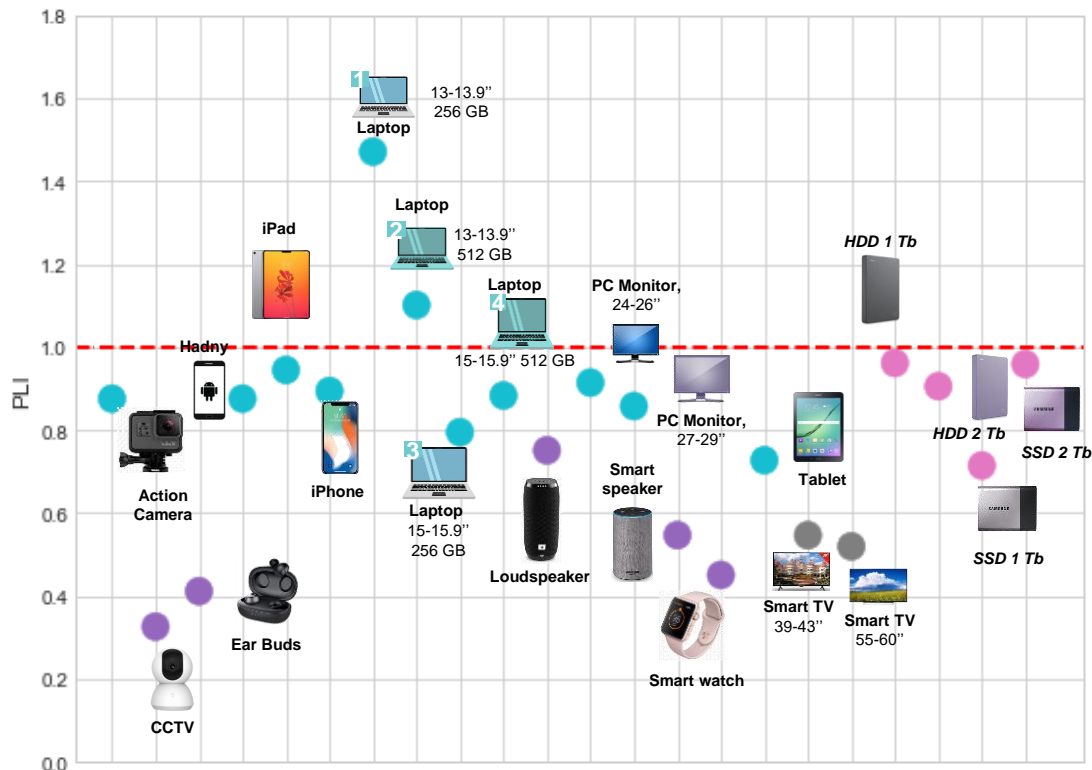 1.8
1.6
1.4
1.2
1.0
0.8
0.6
0.4
0.2
0.0
PLI
1
13-13.9’’
256 GB
Laptop
Laptop
2
13-13.9’’
512 GB
iPad
HDD 1 Tb
Laptop
4
15-15.9’’ 512 GB
PC Monitor,
24-26’’
Hadny
PC Monitor,
27-29’’
HDD 2 Tb
SAMSUNG
SSD 2 Tb
Action
Camera
iPhone
3
Laptop
15-15.9’’
256 GB
Smart
speaker
Tablet
SAMSUNG
SSD 1 Tb
Loudspeaker
Ear Buds
Smart TV
39-43’’
Smart TV
55-60’’
Smart watch
CCTV